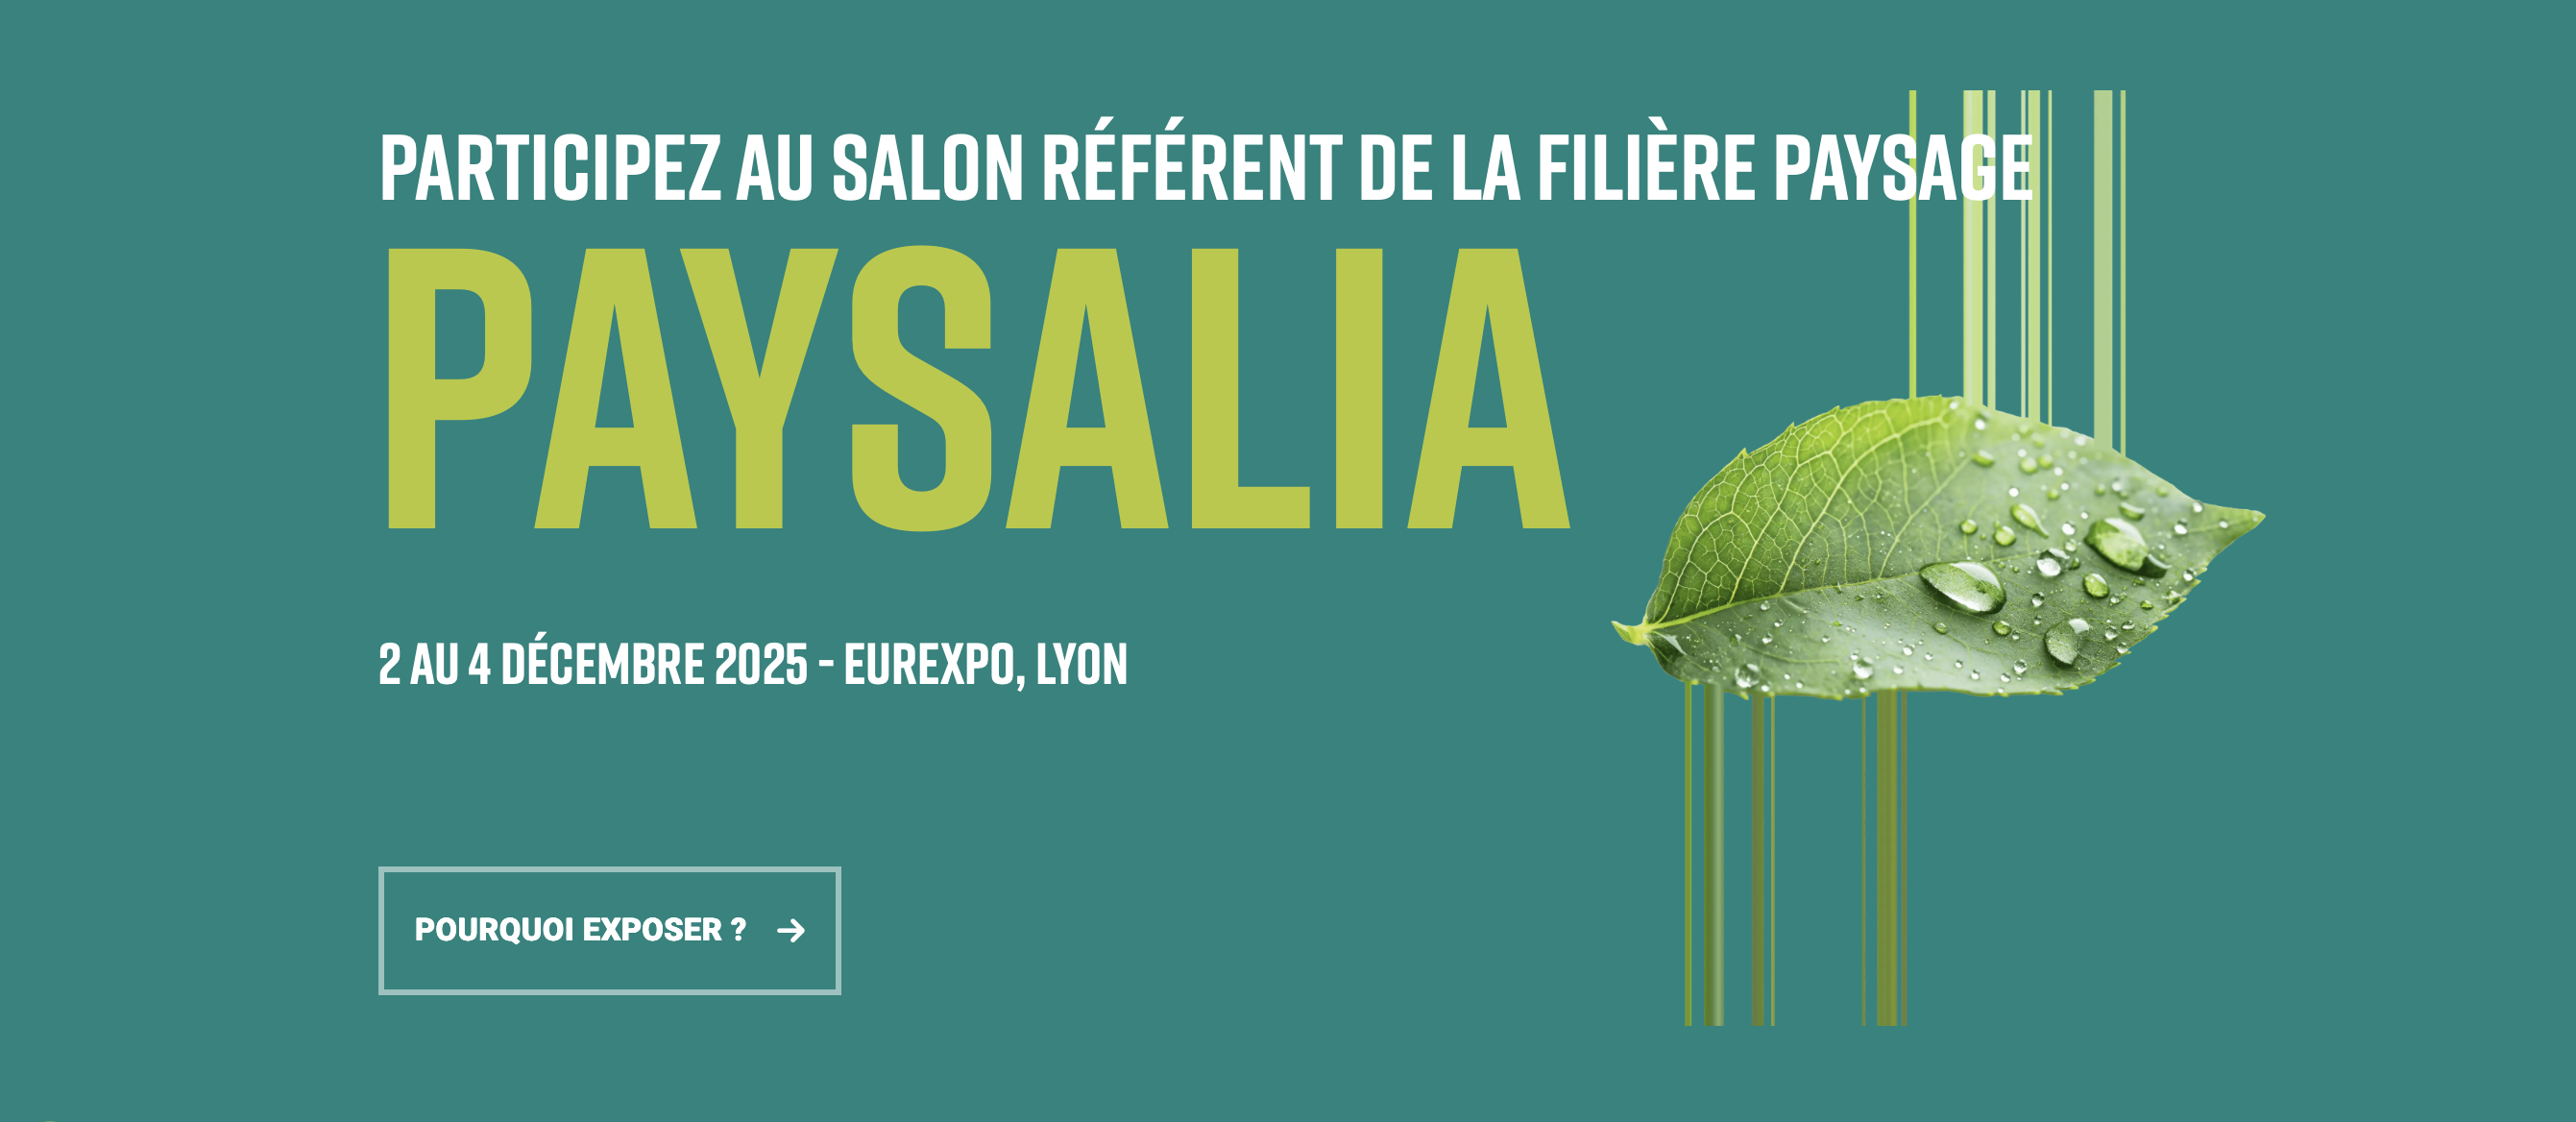 PARTICIPEZ AU SALON RÉFÉRENT DE LA FILIÈRE PAYSAGE
PAYSALIA
2 AU 4 DÉCEMBRE 2025 - EUREXPO, LYON
POURQUOI EXPOSER ? →